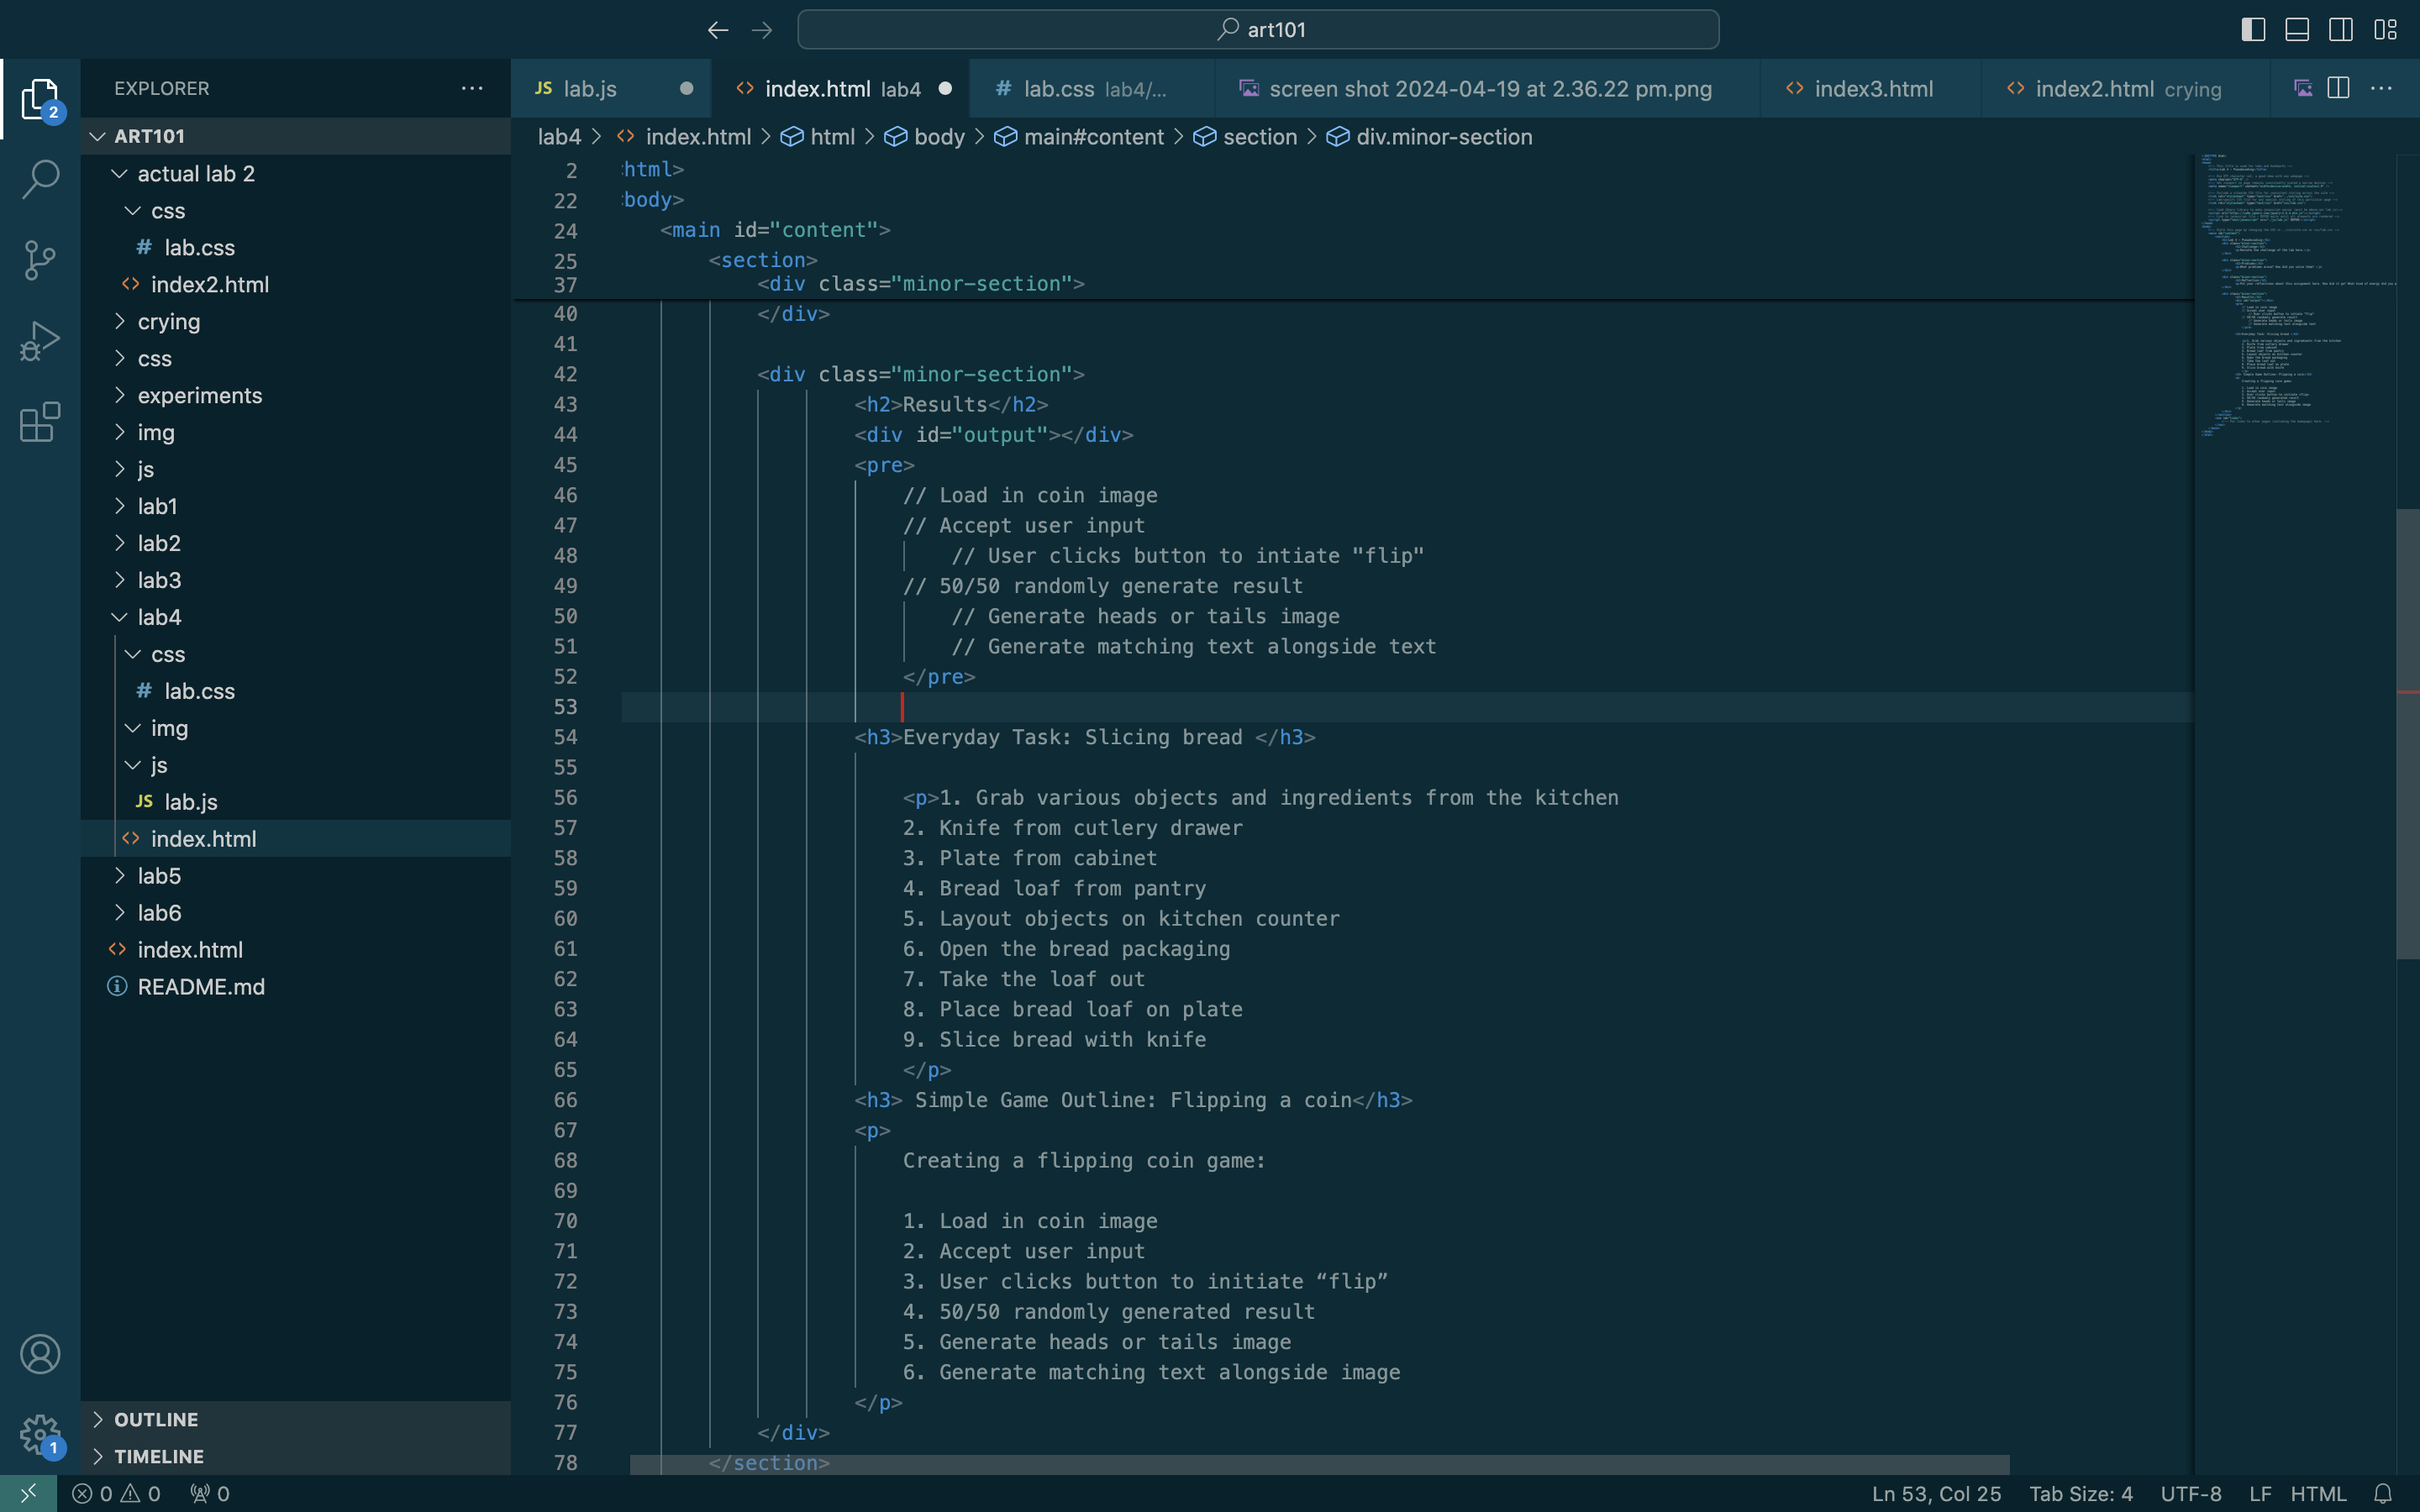 art101
EXPLORER
ART101
actual lab 2
css
# lab.css
index2.html
crying
css
experiments
img
js
lab1
lab2
lab3
lab4
css
# lab.css
img
js
JS lab.js
index.html
lab5
lab6
index.html
README.md
OUTLINE
TIMELINE
2
1
JS lab.js
index.html lab4
# lab.css lab4/...
screen shot 2024-04-19 at 2.36.22 pm.png
index3.html
index2.html crying
lab4 > index.html > html > body > main#content > section > div.minor-section
2 html>
22 body>
24 <main id="content">
25 <section>
37 <div class="minor-section">
40 </div>
41
42 <div class="minor-section">
43 <h2>Results</h2>
44 <div id="output"></div>
45 <pre>
46 // Load in coin image
47 // Accept user input
48 // User clicks button to intiate "flip"
49 // 50/50 randomly generate result
50 // Generate heads or tails image
51 // Generate matching text alongside text
52 </pre>
53
54 <h3>Everyday Task: Slicing bread </h3>
55
56 <p>1. Grab various objects and ingredients from the kitchen
57 2. Knife from cutlery drawer
58 3. Plate from cabinet
59 4. Bread loaf from pantry
60 5. Layout objects on kitchen counter
61 6. Open the bread packaging
62 7. Take the loaf out
63 8. Place bread loaf on plate
64 9. Slice bread with knife
65 </p>
66 <h3> Simple Game Outline: Flipping a coin</h3>
67 <p>
68 Creating a flipping coin game:
69
70 1. Load in coin image
71 2. Accept user input
72 3. User clicks button to initiate “flip”
73 4. 50/50 randomly generated result
74 5. Generate heads or tails image
75 6. Generate matching text alongside image
76 </p>
77 </div>
78 </section>
0 0 0
Ln 53, Col 25 Tab Size: 4 UTF-8 LF HTML